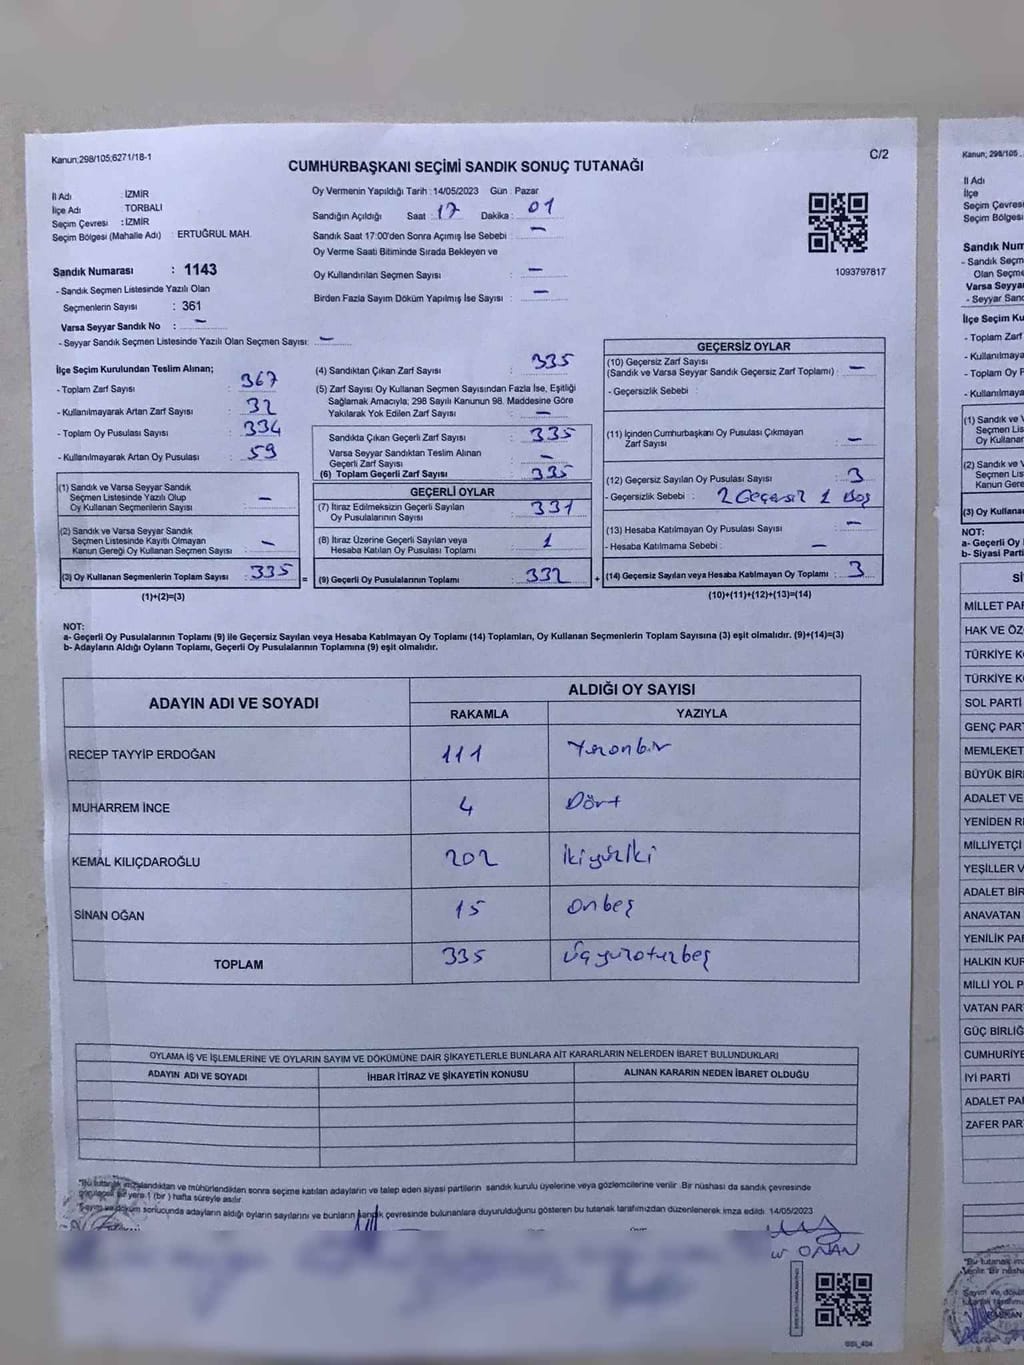 Kanun;298/105;6271/18-1
C/2
CUMHURBAŞKANI SEÇİMİ SANDIK SONUÇ TUTANAĞI
İl Adı : İZMİR
İlçe Adı : TORBALI
Seçim Çevresi : İZMİR
Seçim Bölgesi (Mahalle Adı) : ERTUĞRUL MAH.
Sandık Numarası : 1143
- Sandık Seçmen Listesinde Yazılı Olan
Seçmenlerin Sayısı : 361
Varsa Seyyar Sandık No : -
- Seyyar Sandık Seçmen Listesinde Yazılı Olan Seçmen Sayısı: -
Oy Vermenin Yapıldığı Tarih : 14/05/2023 Gün : Pazar
Sandığın Açıldığı Saat : 17 Dakika : 01
Sandık Saat 17:00'den Sonra Açımış İse Sebebi : -
Oy Verme Saati Bitiminde Sırada Bekleyen ve
Oy Kullandırılan Seçmen Sayısı : -
Birden Fazla Sayım Döküm Yapılmış İse Sayısı : -
1093797817
İlçe Seçim Kurulundan Teslim Alınan;
- Toplam Zarf Sayısı : 367
- Kullanılmayarak Artan Zarf Sayısı : 32
- Toplam Oy Pusulası Sayısı : 334
- Kullanılmayarak Artan Oy Pusulası : 59
(1) Sandık ve Varsa Seyyar Sandık
Seçmen Listesinde Yazılı Olup
Oy Kullanan Seçmenlerin Sayısı : -
(2) Sandık ve Varsa Seyyar Sandık
Seçmen Listesinde Kayıtlı Olmayan
Kanun Gereği Oy Kullanan Seçmen Sayısı : -
(3) Oy Kullanan Seçmenlerin Toplam Sayısı : 335 =
(1)+(2)=(3)
(4) Sandıktan Çıkan Zarf Sayısı : 335
(5) Zarf Sayısı Oy Kullanan Seçmen Sayısından Fazla İse, Eşitliği
Sağlamak Amacıyla; 298 Sayılı Kanunun 98. Maddesine Göre
Yakılarak Yok Edilen Zarf Sayısı : -
Sandıkta Çıkan Geçerli Zarf Sayısı : 335
Varsa Seyyar Sandıktan Teslim Alınan
Geçerli Zarf Sayısı : -
(6) Toplam Geçerli Zarf Sayısı : 335
GEÇERLİ OYLAR
(7) İtiraz Edilmeksizin Geçerli Sayılan
Oy Pusulalarının Sayısı : 331
(8) İtiraz Üzerine Geçerli Sayılan veya
Hesaba Katılan Oy Pusulası Toplamı : 1
(9) Geçerli Oy Pusulalarının Toplamı : 332 +
GEÇERSİZ OYLAR
(10) Geçersiz Zarf Sayısı
(Sandık ve Varsa Seyyar Sandık Geçersiz Zarf Toplamı) : -
- Geçersizlik Sebebi :
(11) İçinden Cumhurbaşkanı Oy Pusulası Çıkmayan
Zarf Sayısı : -
(12) Geçersiz Sayılan Oy Pusulası Sayısı : 3
- Geçersizlik Sebebi : 2 Geçersiz 1 Boş
(13) Hesaba Katılmayan Oy Pusulası Sayısı : -
- Hesaba Katılmama Sebebi : -
(14) Geçersiz Sayılan veya Hesaba Katılmayan Oy Toplamı : 3
(10)+(11)+(12)+(13)=(14)
NOT:
a- Geçerli Oy Pusulalarının Toplamı (9) ile Geçersiz Sayılan veya Hesaba Katılmayan Oy Toplamı (14) Toplamları, Oy Kullanan Seçmenlerin Toplam Sayısına (3) eşit olmalıdır. (9)+(14)=(3)
b- Adayların Aldığı Oyların Toplamı, Geçerli Oy Pusulalarının Toplamına (9) eşit olmalıdır.
ADAYIN ADI VE SOYADI
ALDIĞI OY SAYISI
RAKAMLA YAZIYLA
RECEP TAYYİP ERDOĞAN 111 Yüzonbir
MUHARREM İNCE 4 Dört
KEMAL KILIÇDAROĞLU 202 İkiyüziki
SİNAN OĞAN 15 Onbeş
TOPLAM 335 Üçyüzotuzbeş
OYLAMA İŞ VE İŞLEMLERİNE VE OYLARIN SAYIM VE DÖKÜMÜNE DAİR ŞİKAYETLERLE BUNLARA AİT KARARLARIN NELERDEN İBARET BULUNDUKLARI
ADAYIN ADI VE SOYADI İHBAR İTİRAZ VE ŞİKAYETİN KONUSU ALINAN KARARIN NEDEN İBARET OLDUĞU
"Bu tutanak imzalandıktan ve mühürlendikten sonra seçime katılan adayların ve talep eden siyasi partilerin sandık kurulu üyelerine veya gözlemcilerine verilir. Bir nüshası da sandık çevresinde
görülecek bir yere 1 (bir) hafta süreyle asılır.
Sayım ve döküm sonucunda adayların aldığı oyların sayılarını ve bunların sandık çevresinde bulunanlara duyurulduğunu gösteren bu tutanak tarafımızdan düzenlenerek imza edildi. 14/05/2023
ONAN
Kanun; 298/105
İl Adı
İlçe
Seçim Çevresi
Seçim Bölgesi
Sandık Num
- Sandık Seçm
Olan Seçme
Varsa Seyya
- Seyyar Sand
İlçe Seçim Ku
- Toplam Zarf
- Kullanılmaya
- Toplam Oy P
- Kullanılmaya
(1) Sandık ve
Seçmen Lis
Oy Kullanan
(2) Sandık ve V
Seçmen List
Kanun Gere
(3) Oy Kullana
NOT:
a- Geçerli Oy
b- Siyasi Parti
Sİ
MİLLET PAR
HAK VE ÖZ
TÜRKİYE K
TÜRKİYE K
SOL PARTİ
GENÇ PAR
MEMLEKET
BÜYÜK BİR
ADALET VE
YENİDEN R
MİLLİYETÇİ
YEŞİLLER V
ADALET BİR
ANAVATAN
YENİLİK PA
HALKIN KUR
MİLLİ YOL P
VATAN PAR
GÜÇ BİRLİĞ
CUMHURİYE
İYİ PARTİ
ADALET PA
ZAFER PAR